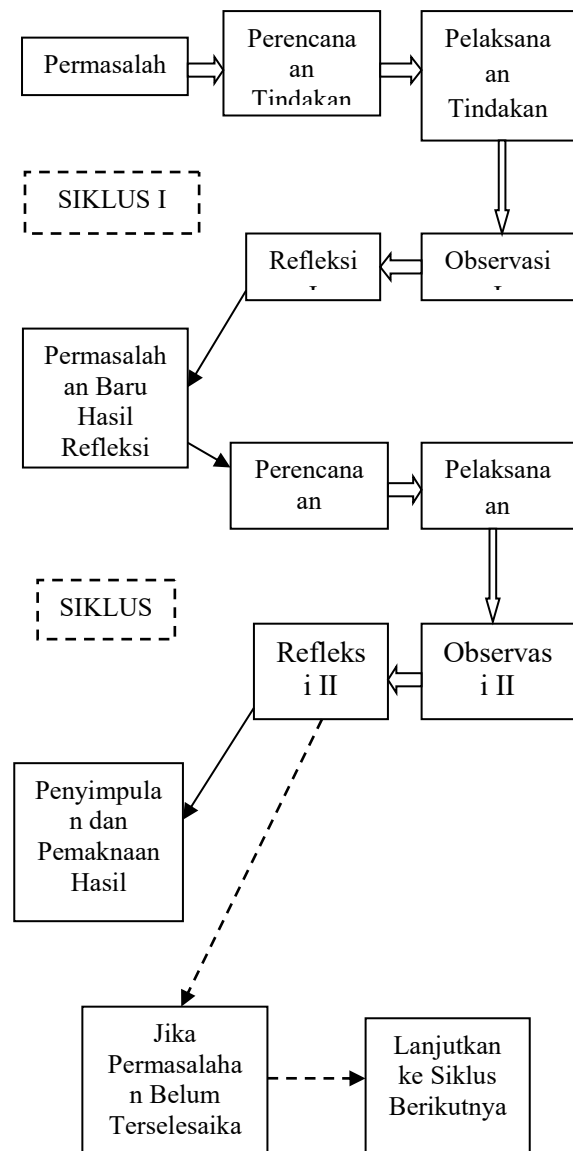 Permasalah
Perencana
an
Tindakan
Pelaksana
an
Tindakan
SIKLUS I
Refleksi
Observasi
Permasalah
an Baru
Hasil
Refleksi
Perencana
an
Pelaksana
an
SIKLUS
Refleks
i II
Observas
i II
Penyimpula
n dan
Pemaknaan
Hasil
Jika
Permasalaha
n Belum
Terselesaika
Lanjutkan
ke Siklus
Berikutnya